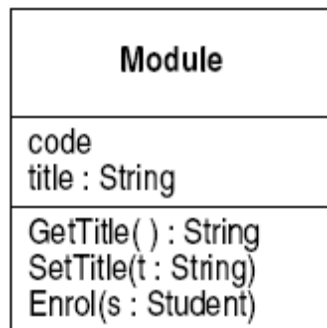 Module
code
title : String
GetTitle( ) : String
SetTitle(t : String)
Enrol(s : Student)